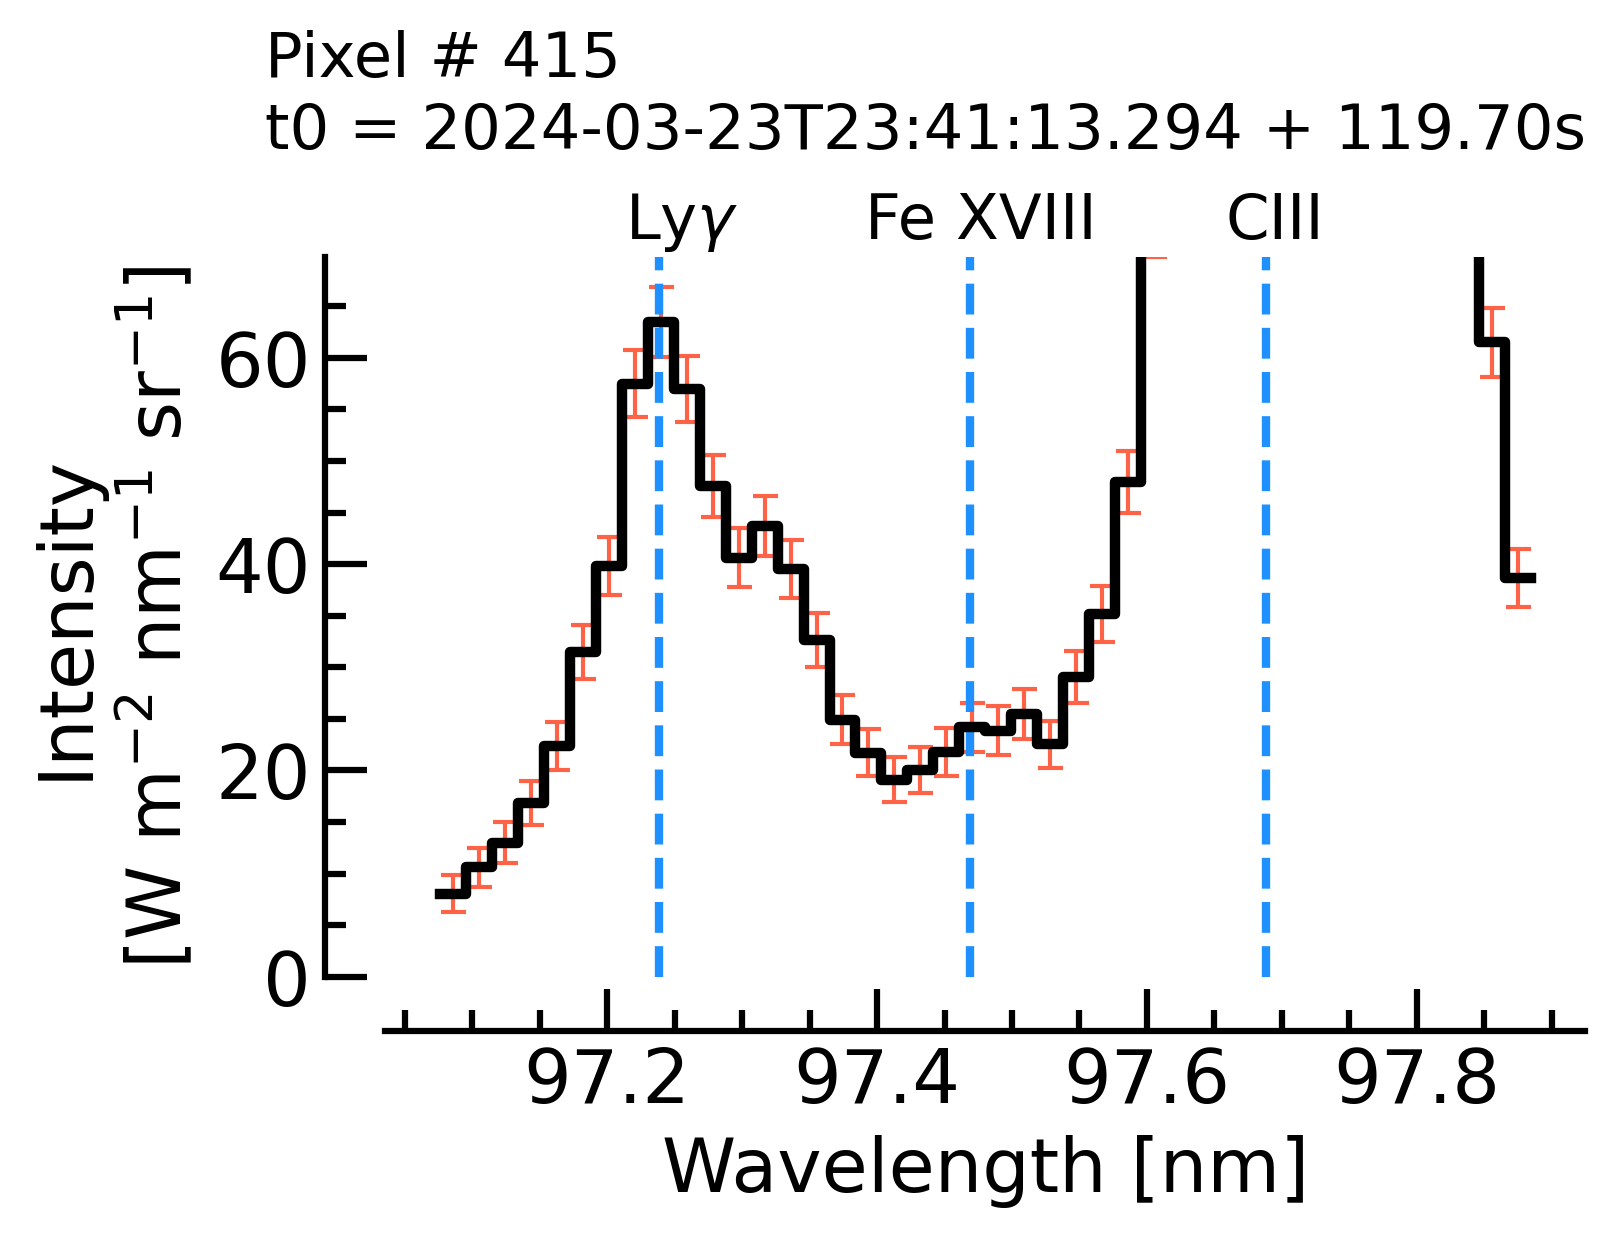 Pixel # 415
t0 = 2024-03-23T23:41:13.294 + 119.70s
Lyγ Fe XVIII CIII
Intensity
[W m⁻² nm⁻¹ sr⁻¹]
60
40
20
0
97.2 97.4 97.6 97.8
Wavelength [nm]